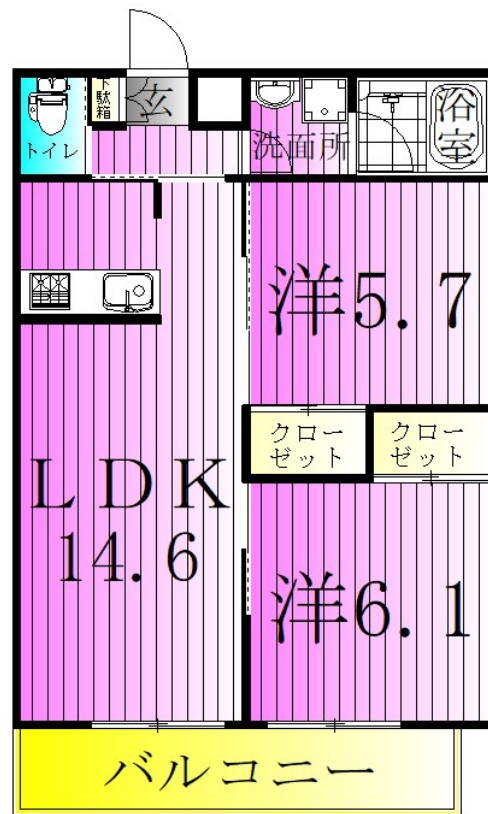 下駄箱
玄
トイレ
洗面所
浴室
洋5.7
クローゼット
クローゼット
LDK
14.6
洋6.1
バルコニー